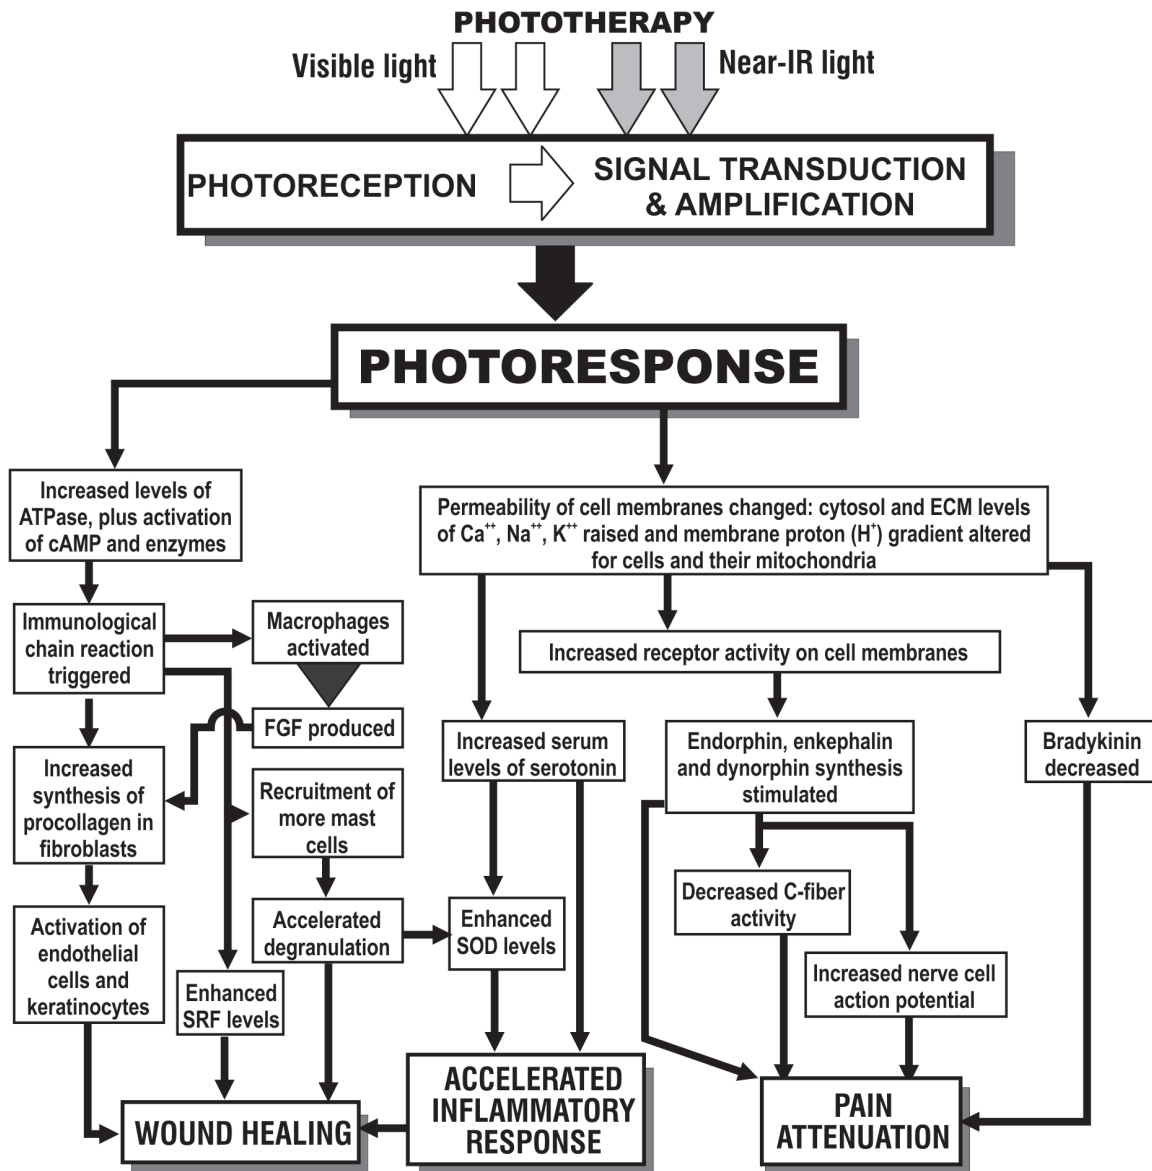 PHOTOTHERAPY
Visible light
Near-IR light
PHOTORECEPTION
SIGNAL TRANSDUCTION
& AMPLIFICATION
PHOTORESPONSE
Increased levels of
ATPase, plus activation
of cAMP and enzymes
Permeability of cell membranes changed: cytosol and ECM levels
of Ca⁺⁺, Na⁺⁺, K⁺⁺ raised and membrane proton (H⁺) gradient altered
for cells and their mitochondria
Immunological
chain reaction
triggered
Macrophages
activated
Increased receptor activity on cell membranes
FGF produced
Increased
synthesis of
procollagen in
fibroblasts
Recruitment of
more mast
cells
Increased serum
levels of serotonin
Endorphin, enkephalin
and dynorphin synthesis
stimulated
Bradykinin
decreased
Activation of
endothelial
cells and
keratinocytes
Accelerated
degranulation
Enhanced
SOD levels
Decreased C-fiber
activity
Enhanced
SRF levels
Increased nerve cell
action potential
WOUND HEALING
ACCELERATED
INFLAMMATORY
RESPONSE
PAIN
ATTENUATION